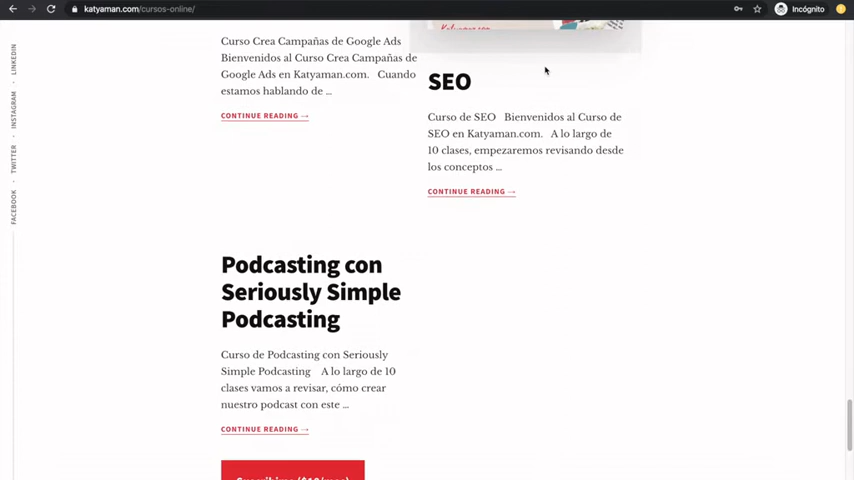 katyaman.com/cursos-online/
Incógnito
LINKEDIN
INSTAGRAM
TWITTER
FACEBOOK
Curso Crea Campañas de Google Ads
Bienvenidos al Curso Crea Campañas de
Google Ads en Katyaman.com. Cuando
estamos hablando de ...
CONTINUE READING →
SEO
Curso de SEO Bienvenidos al Curso de
SEO en Katyaman.com. A lo largo de
10 clases, empezaremos revisando desde
los conceptos ...
CONTINUE READING →
Podcasting con
Seriously Simple
Podcasting
Curso de Podcasting con Seriously
Simple Podcasting A lo largo de 10
clases vamos a revisar, cómo crear
nuestro podcast con este ...
CONTINUE READING →